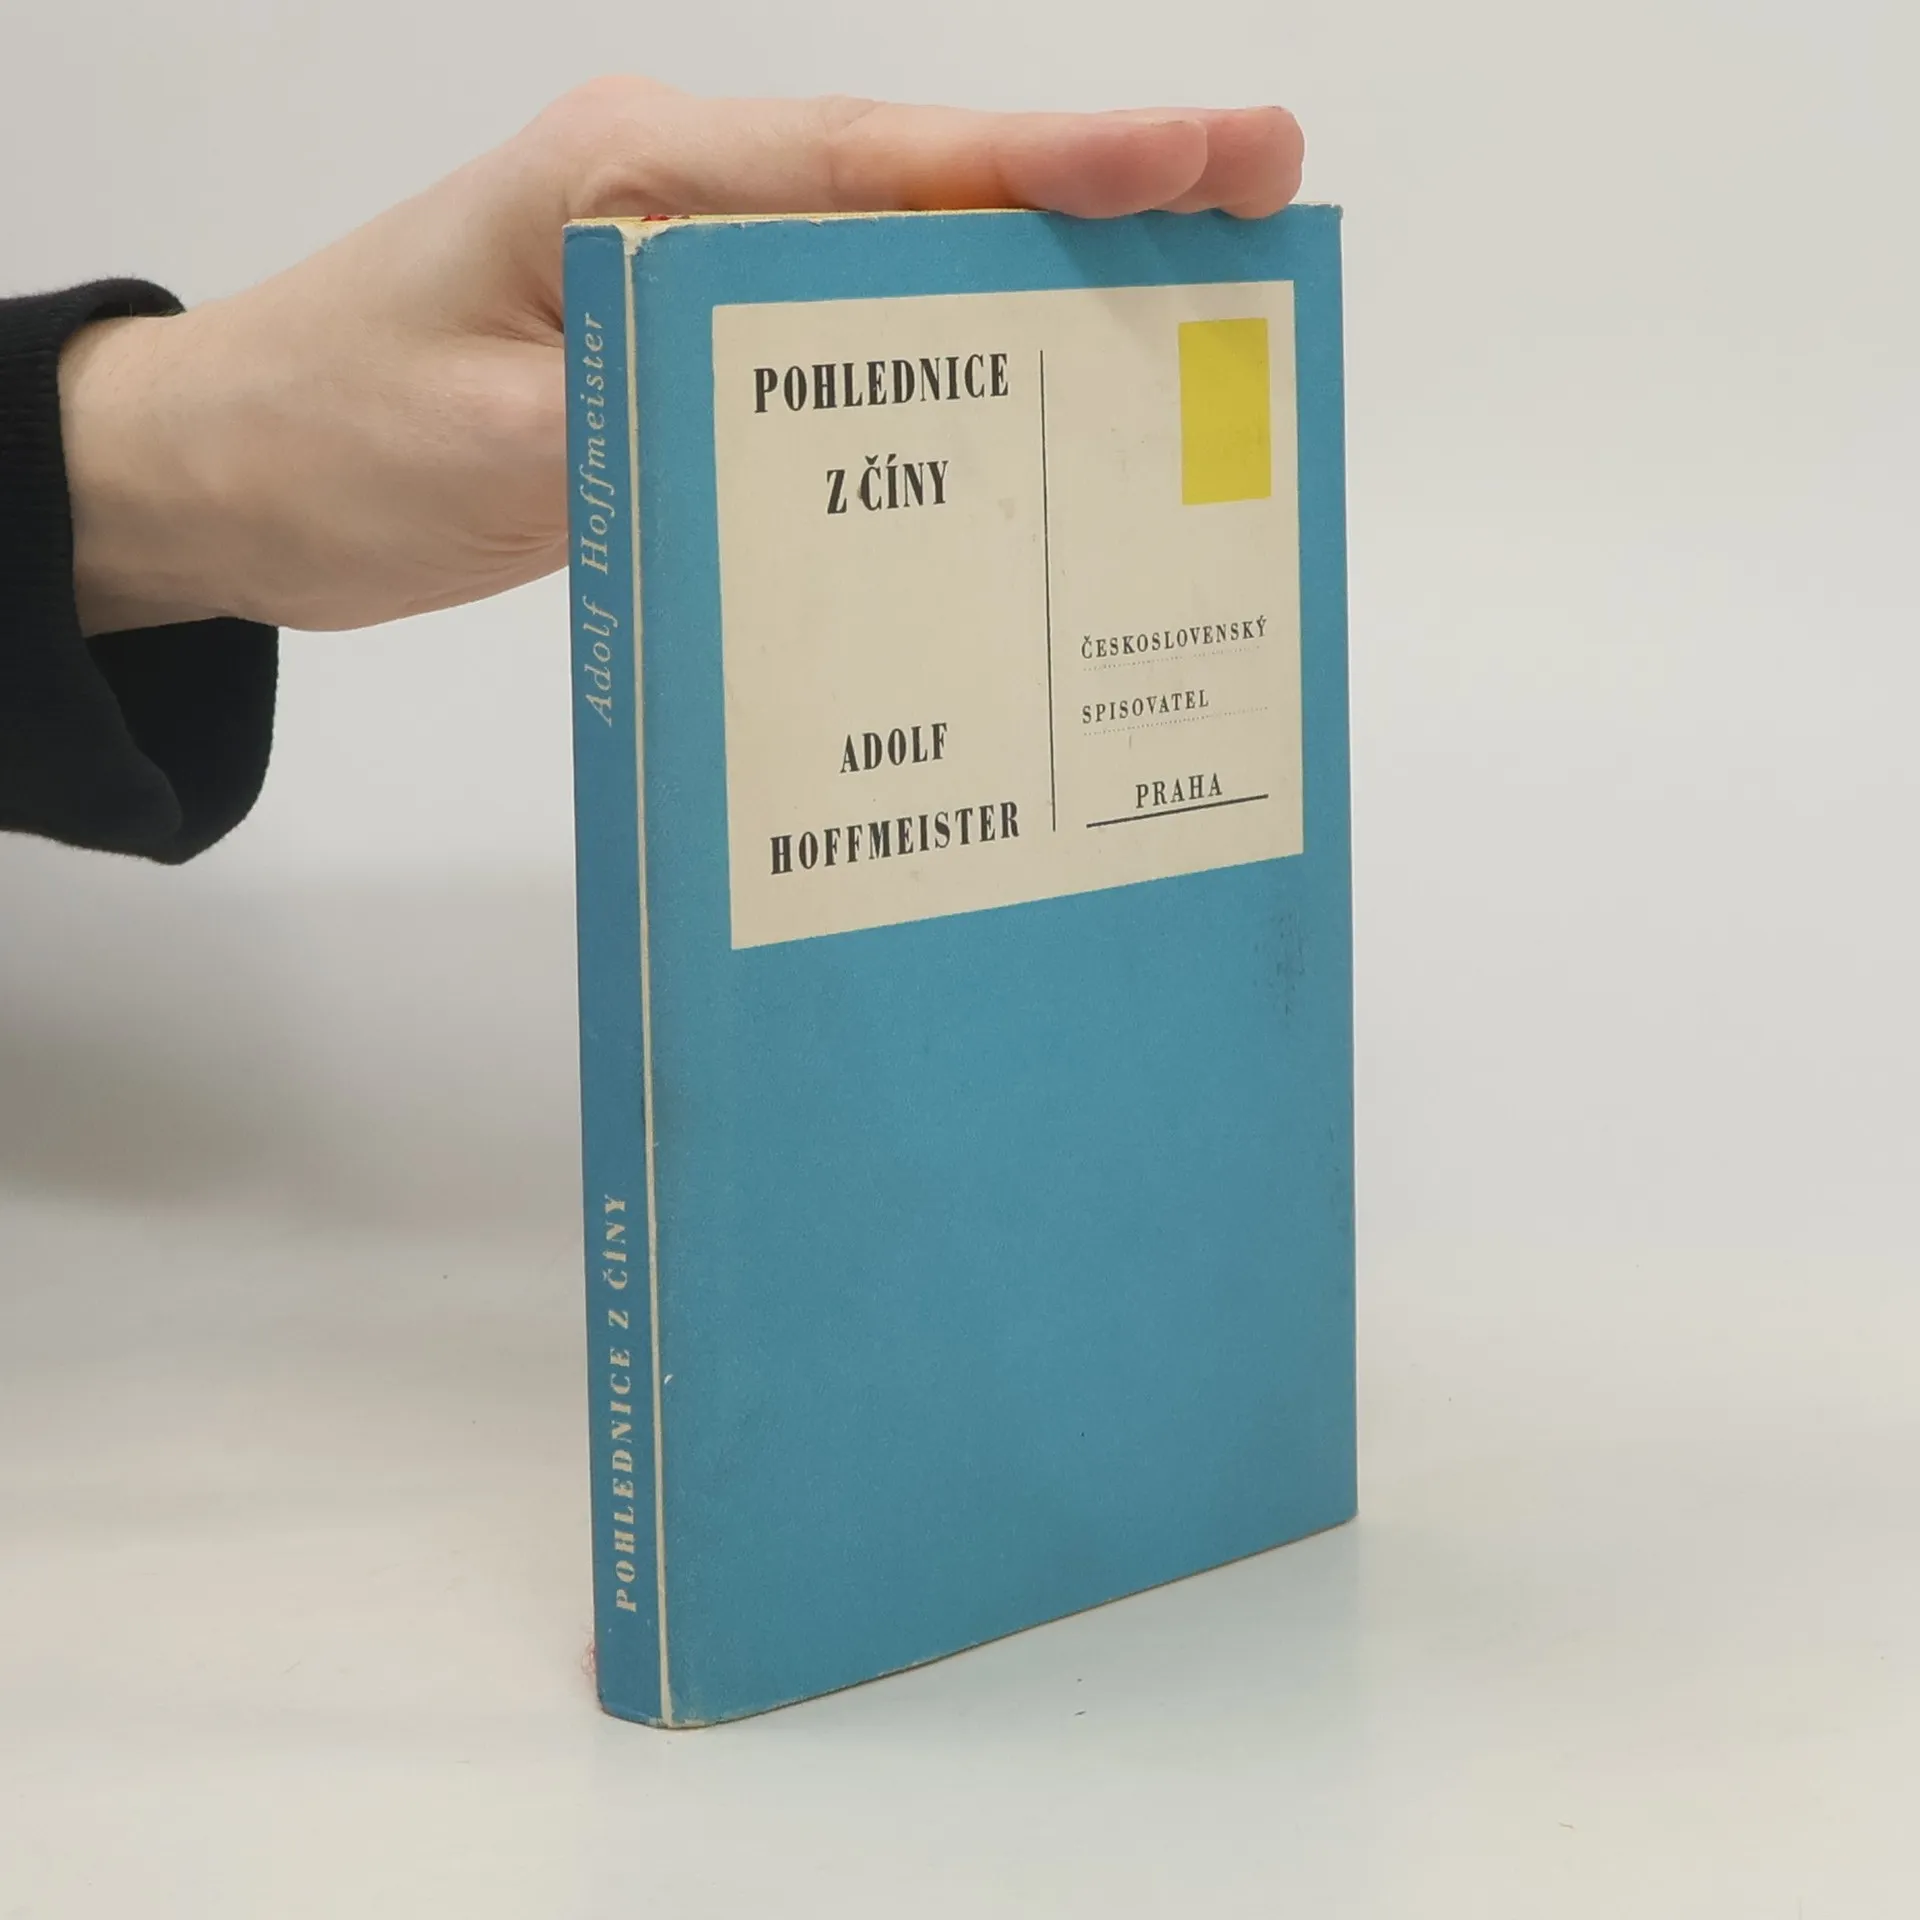 POHLEDNICE
Z ČÍNY
ADOLF
HOFFMEISTER
ČESKOSLOVENSKÝ
SPISOVATEL
PRAHA
Adolf Hoffmeister
POHLEDNICE Z ČÍNY